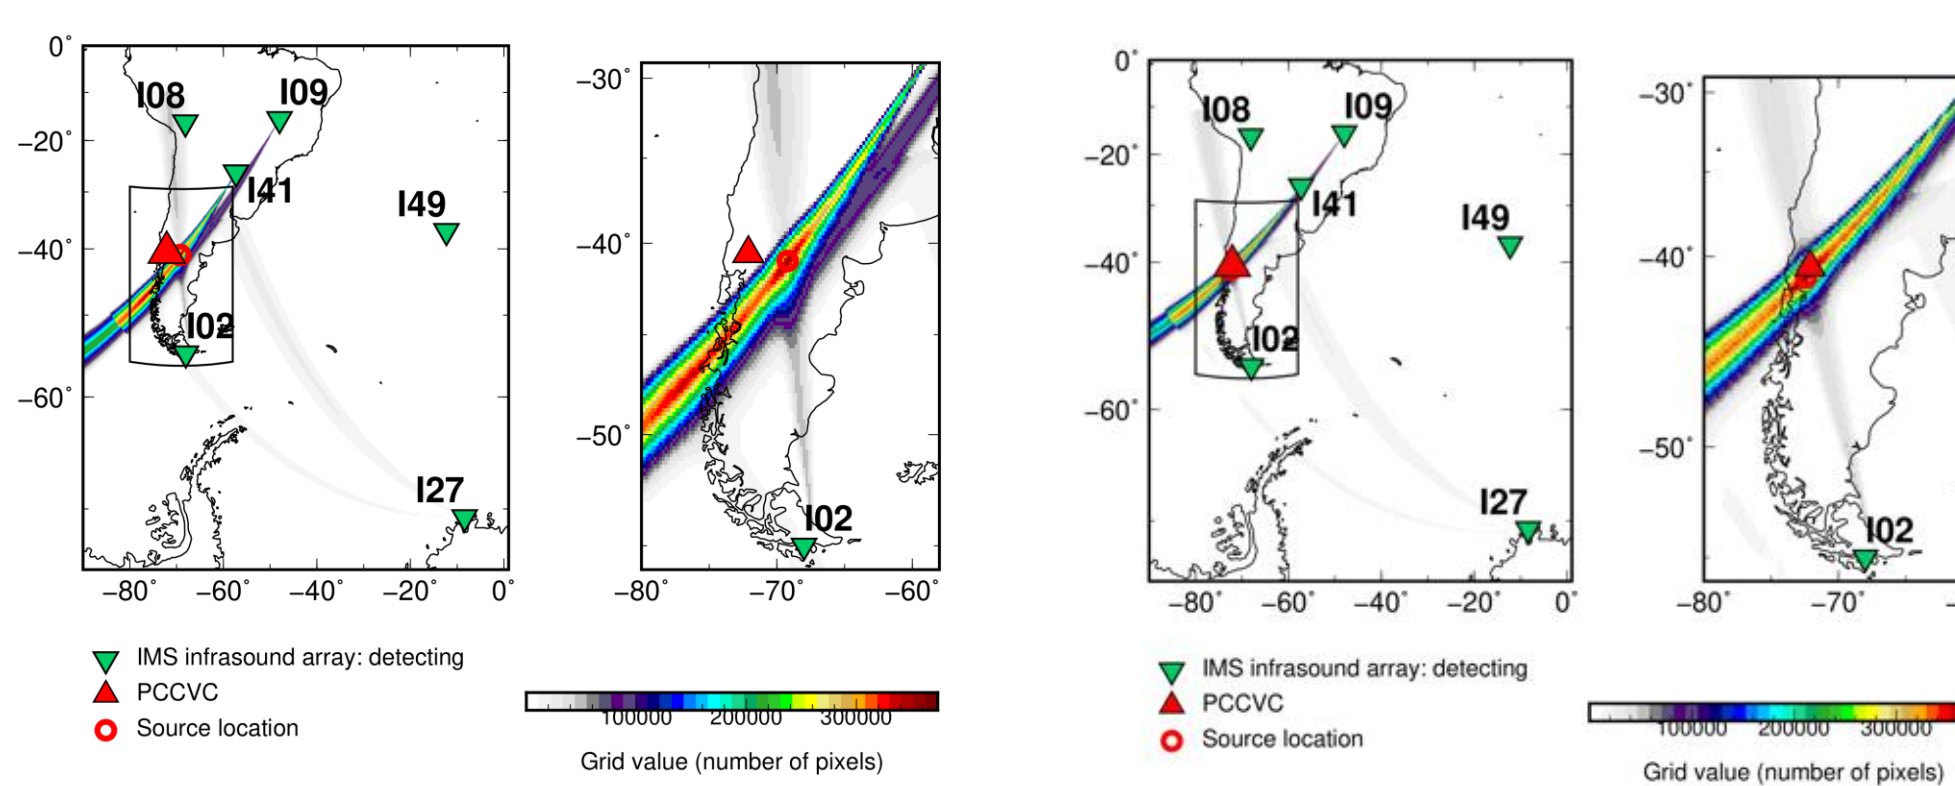 0°
−20°
−40°
−60°
−80° −60° −40° −20° 0°
I08
I09
I41
I49
I02
I27
−30°
−40°
−50°
−80° −70° −60°
I02
IMS infrasound array: detecting
PCCVC
Source location
100000 200000 300000
Grid value (number of pixels)
0°
−20°
−40°
−60°
−80° −60° −40° −20° 0°
I08
I09
I41
I49
I02
I27
−30°
−40°
−50°
−80° −70°
I02
IMS infrasound array: detecting
PCCVC
Source location
100000 200000 300000
Grid value (number of pixels)